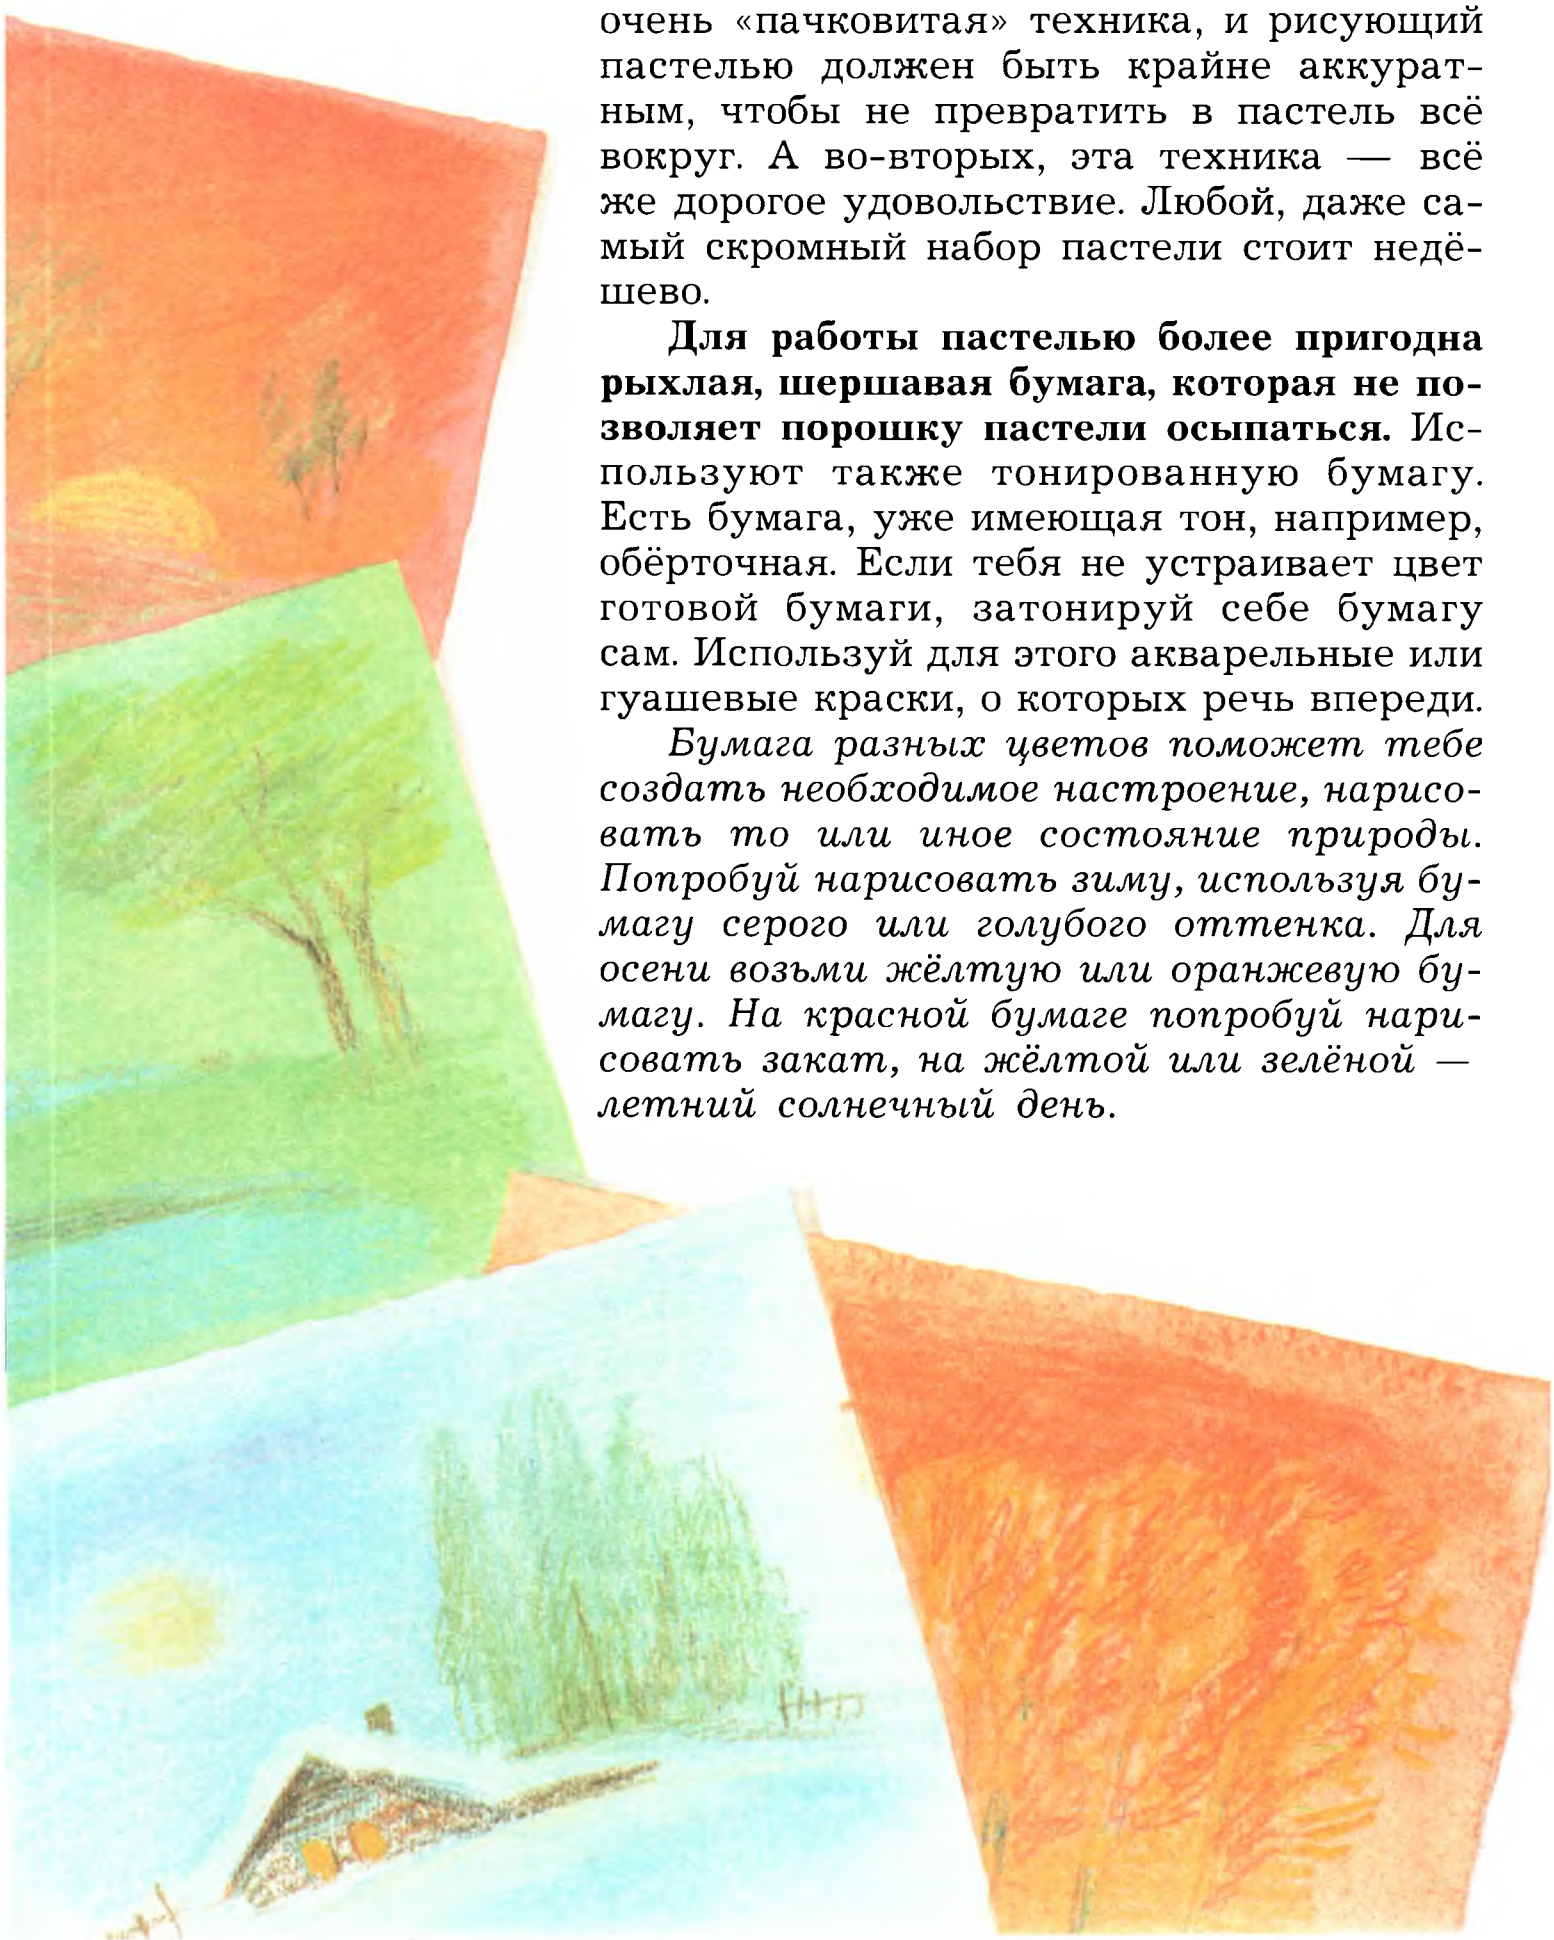 очень «пачковитая» техника, и рисующий
пастелью должен быть крайне аккурат-
ным, чтобы не превратить в пастель всё
вокруг. А во-вторых, эта техника — всё
же дорогое удовольствие. Любой, даже са-
мый скромный набор пастели стоит недё-
шево.
Для работы пастелью более пригодна
рыхлая, шершавая бумага, которая не по-
зволяет порошку пастели осыпаться. Ис-
пользуют также тонированную бумагу.
Есть бумага, уже имеющая тон, например,
обёрточная. Если тебя не устраивает цвет
готовой бумаги, затонируй себе бумагу
сам. Используй для этого акварельные или
гуашевые краски, о которых речь впереди.
Бумага разных цветов поможет тебе
создать необходимое настроение, нарисо-
вать то или иное состояние природы.
Попробуй нарисовать зиму, используя бу-
магу серого или голубого оттенка. Для
осени возьми жёлтую или оранжевую бу-
магу. На красной бумаге попробуй нари-
совать закат, на жёлтой или зелёной —
летний солнечный день.